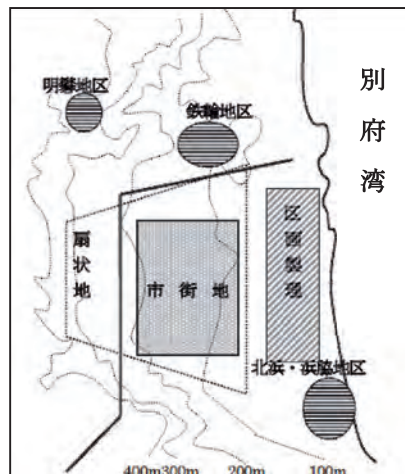 明礬地区
鉄輪地区
別府湾
扇状地
市街地
区画整理
北浜・浜脇地区
400m300m 200m 100m